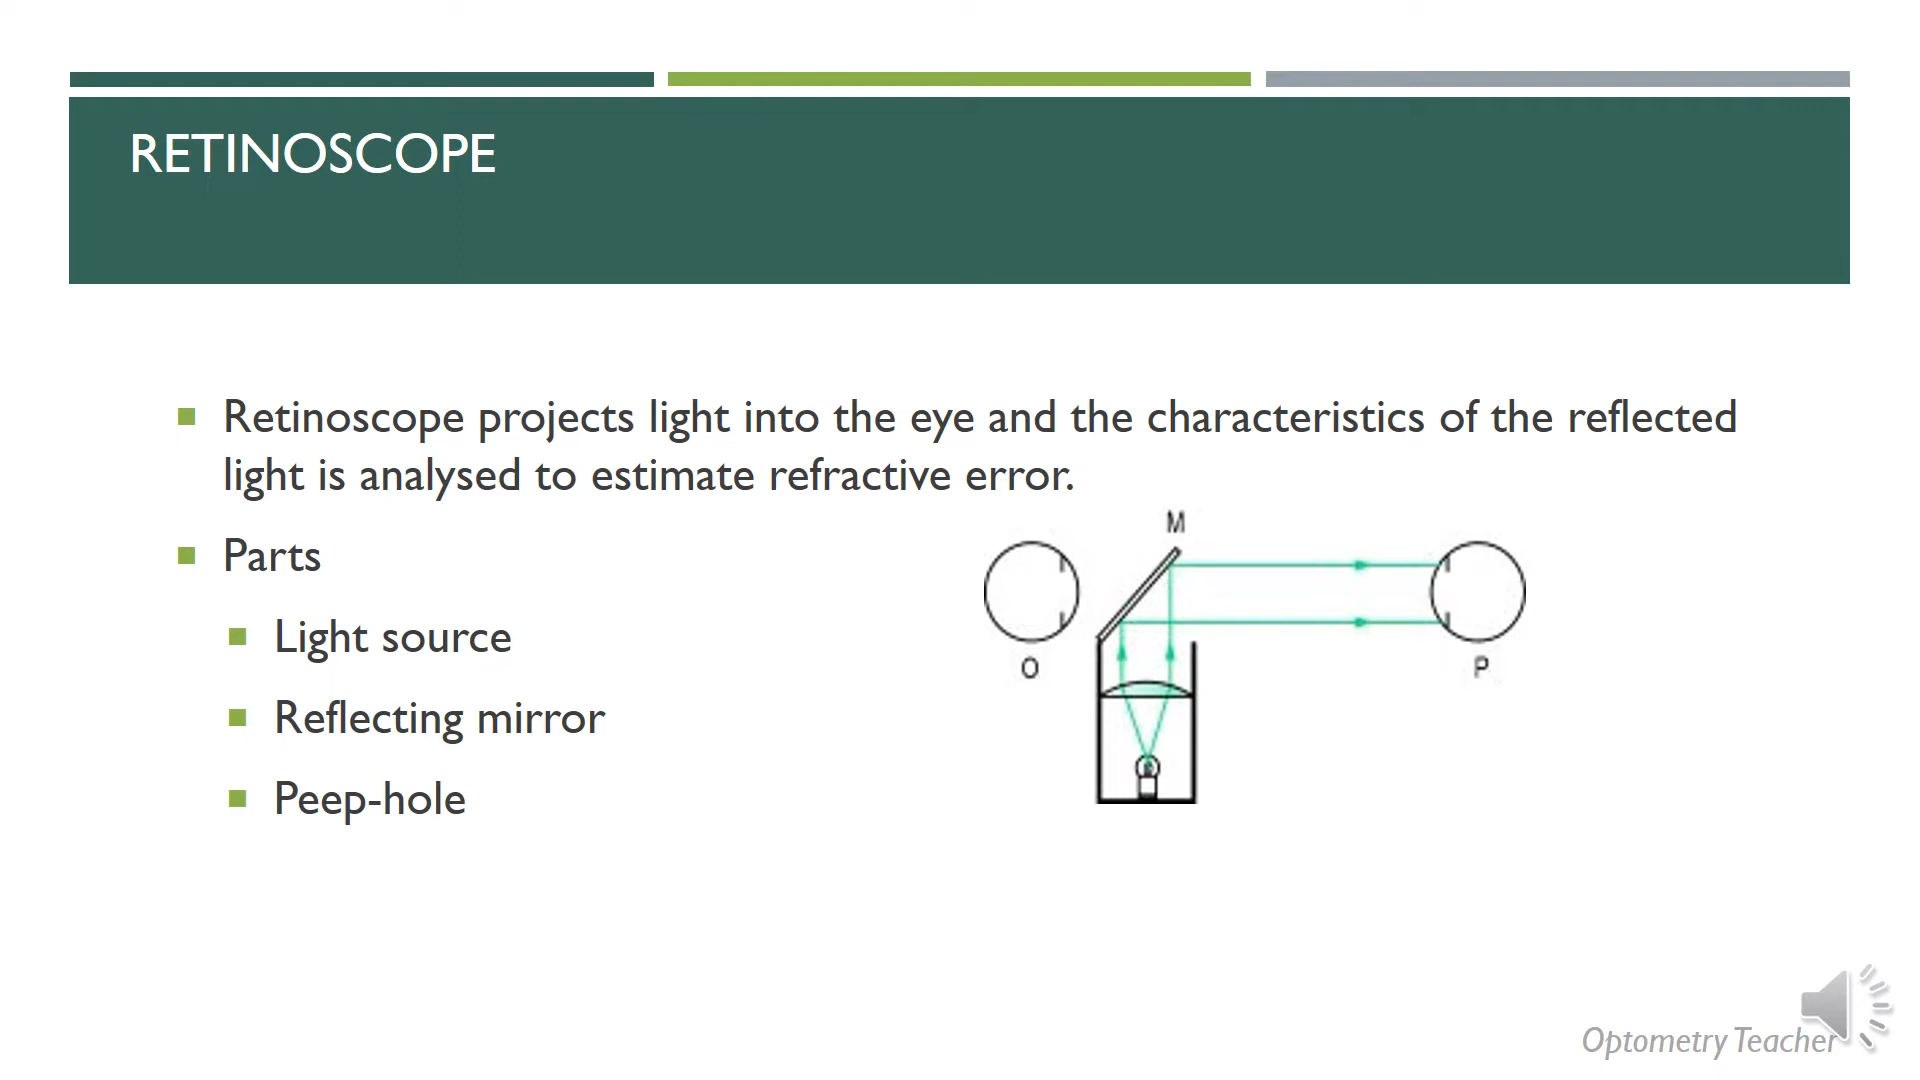 RETINOSCOPE
Retinoscope projects light into the eye and the characteristics of the reflected
light is analysed to estimate refractive error.
Parts
Light source
Reflecting mirror
Peep-hole
M
O
P
Optometry Teacher